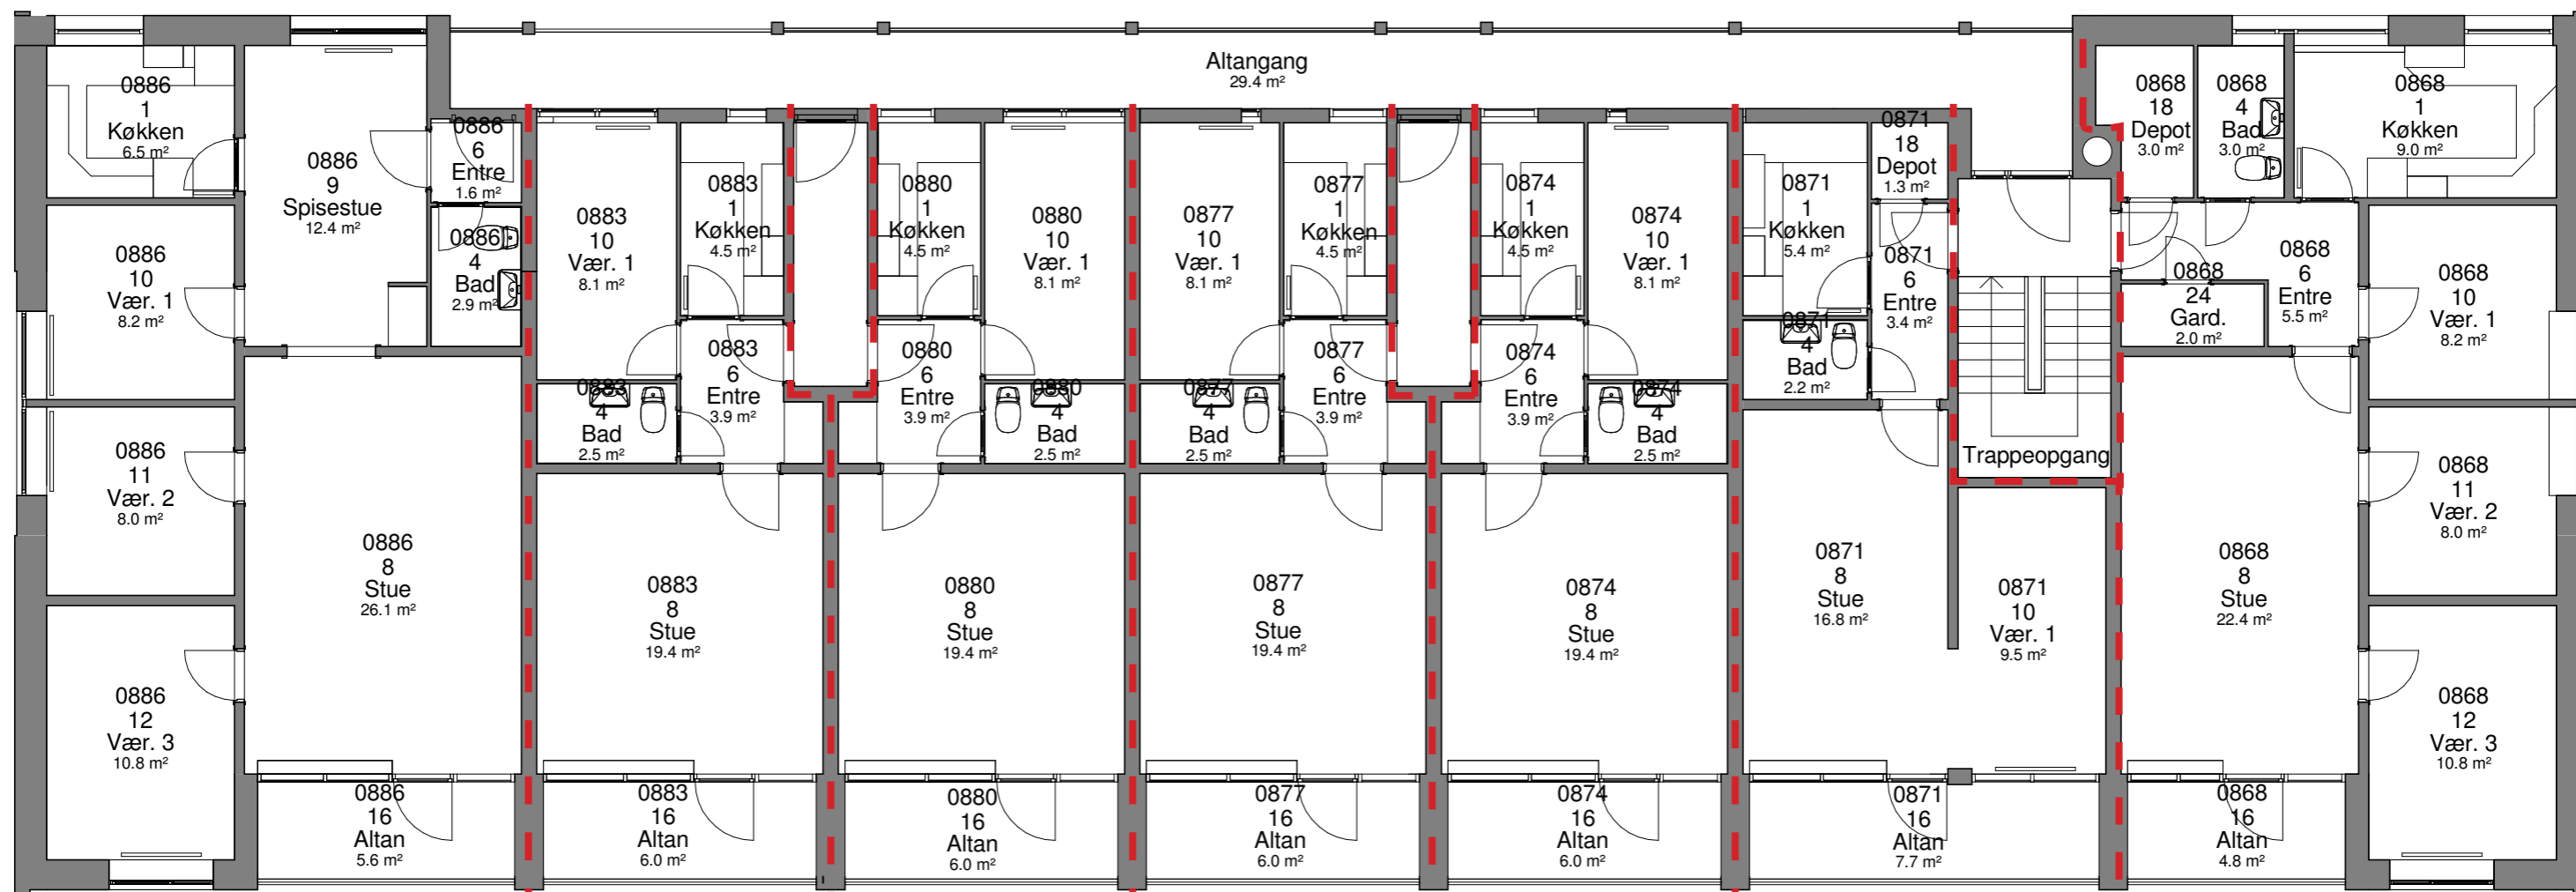 Altangang
29.4 m²
0886
1
Køkken
6.5 m²
0886
9
Spisestue
12.4 m²
0886
6
Entre
1.6 m²
0886
4
Bad
2.9 m²
0886
10
Vær. 1
8.2 m²
0886
11
Vær. 2
8.0 m²
0886
12
Vær. 3
10.8 m²
0886
8
Stue
26.1 m²
0886
16
Altan
5.6 m²
0883
10
Vær. 1
8.1 m²
0883
1
Køkken
4.5 m²
0883
6
Entre
3.9 m²
0883
4
Bad
2.5 m²
0883
8
Stue
19.4 m²
0883
16
Altan
6.0 m²
0880
1
Køkken
4.5 m²
0880
10
Vær. 1
8.1 m²
0880
6
Entre
3.9 m²
0880
4
Bad
2.5 m²
0880
8
Stue
19.4 m²
0880
16
Altan
6.0 m²
0877
10
Vær. 1
8.1 m²
0877
1
Køkken
4.5 m²
0877
6
Entre
3.9 m²
0877
4
Bad
2.5 m²
0877
8
Stue
19.4 m²
0877
16
Altan
6.0 m²
0874
1
Køkken
4.5 m²
0874
10
Vær. 1
8.1 m²
0874
6
Entre
3.9 m²
0874
4
Bad
2.5 m²
0874
8
Stue
19.4 m²
0874
16
Altan
6.0 m²
0871
1
Køkken
5.4 m²
0871
18
Depot
1.3 m²
0871
6
Entre
3.4 m²
0871
4
Bad
2.2 m²
0871
8
Stue
16.8 m²
0871
10
Vær. 1
9.5 m²
0871
16
Altan
7.7 m²
Trappeopgang
0868
18
Depot
3.0 m²
0868
4
Bad
3.0 m²
0868
1
Køkken
9.0 m²
0868
24
Gard.
2.0 m²
0868
6
Entre
5.5 m²
0868
10
Vær. 1
8.2 m²
0868
11
Vær. 2
8.0 m²
0868
8
Stue
22.4 m²
0868
12
Vær. 3
10.8 m²
0868
16
Altan
4.8 m²